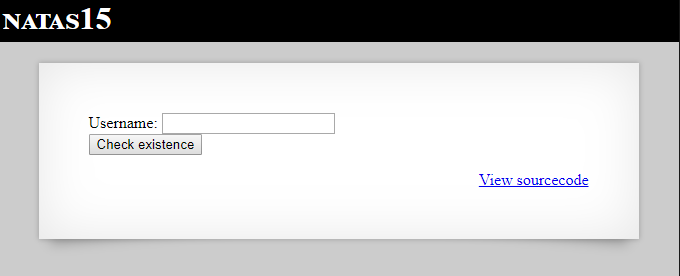 NATAS15
Username:
Check existence
View sourcecode